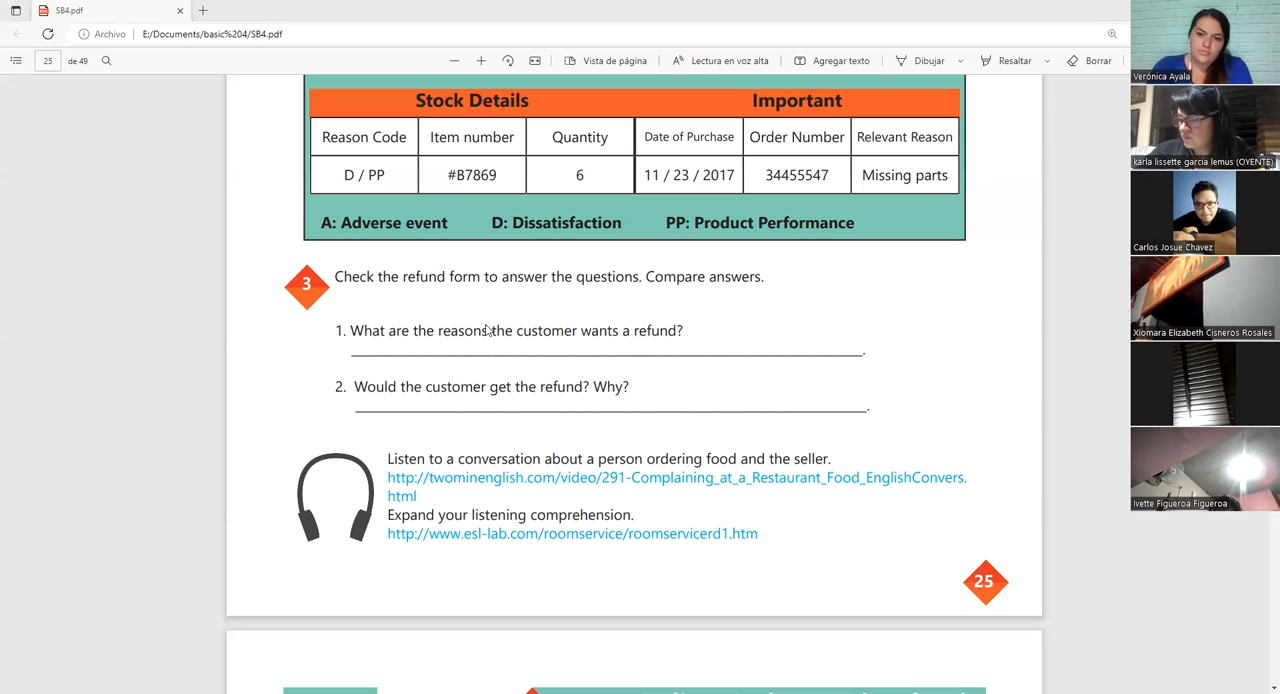 SB4.pdf
Archivo
E:/Documents/basic%204/SB4.pdf
25
de 49
Vista de página
Lectura en voz alta
Agregar texto
Dibujar
Resaltar
Borrar
Stock Details
Important
Reason Code
Item number
Quantity
Date of Purchase
Order Number
Relevant Reason
D / PP
#B7869
6
11 / 23 / 2017
34455547
Missing parts
A: Adverse event
D: Dissatisfaction
PP: Product Performance
3
Check the refund form to answer the questions. Compare answers.
1. What are the reasons the customer wants a refund?
2. Would the customer get the refund? Why?
Listen to a conversation about a person ordering food and the seller.
http://twominenglish.com/video/291-Complaining_at_a_Restaurant_Food_EnglishConvers.
html
Expand your listening comprehension.
http://www.esl-lab.com/roomservice/roomservicerd1.htm
25
Verónica Ayala
karla lissette garcia lemus (OYENTE)
Carlos Josue Chavez
Xiomara Elizabeth Cisneros Rosales
Ivette Figueroa Figueroa